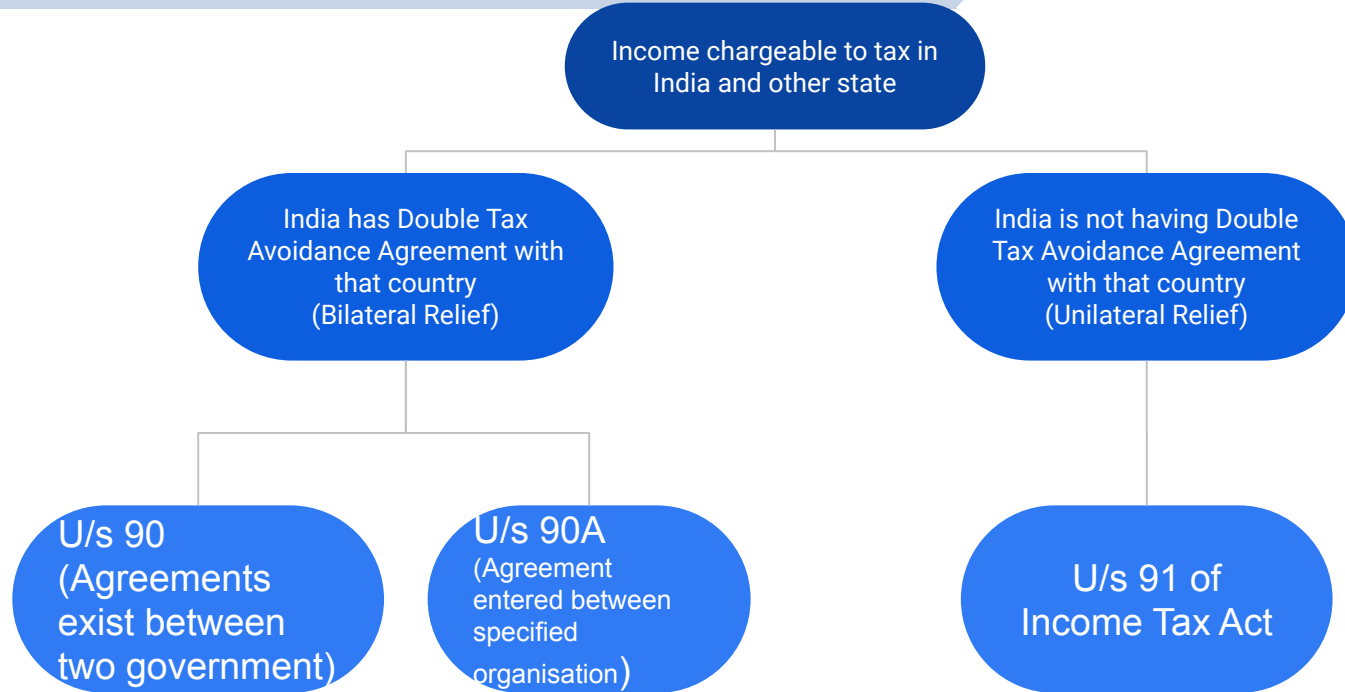 Income chargeable to tax in
India and other state
India has Double Tax
Avoidance Agreement with
that country
(Bilateral Relief)
India is not having Double
Tax Avoidance Agreement
with that country
(Unilateral Relief)
U/s 90
(Agreements
exist between
two government)
U/s 90A
(Agreement
entered between
specified
organisation)
U/s 91 of
Income Tax Act